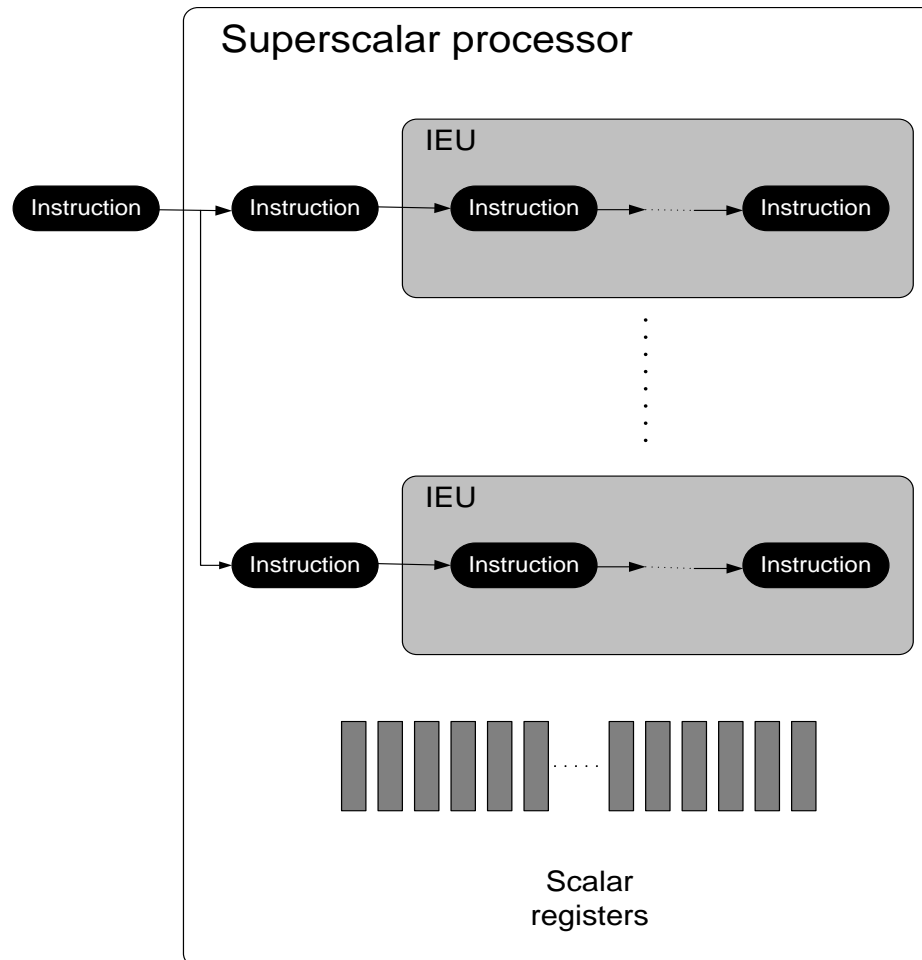 Superscalar processor
IEU
Instruction Instruction Instruction Instruction
IEU
Instruction Instruction Instruction
Scalar
registers